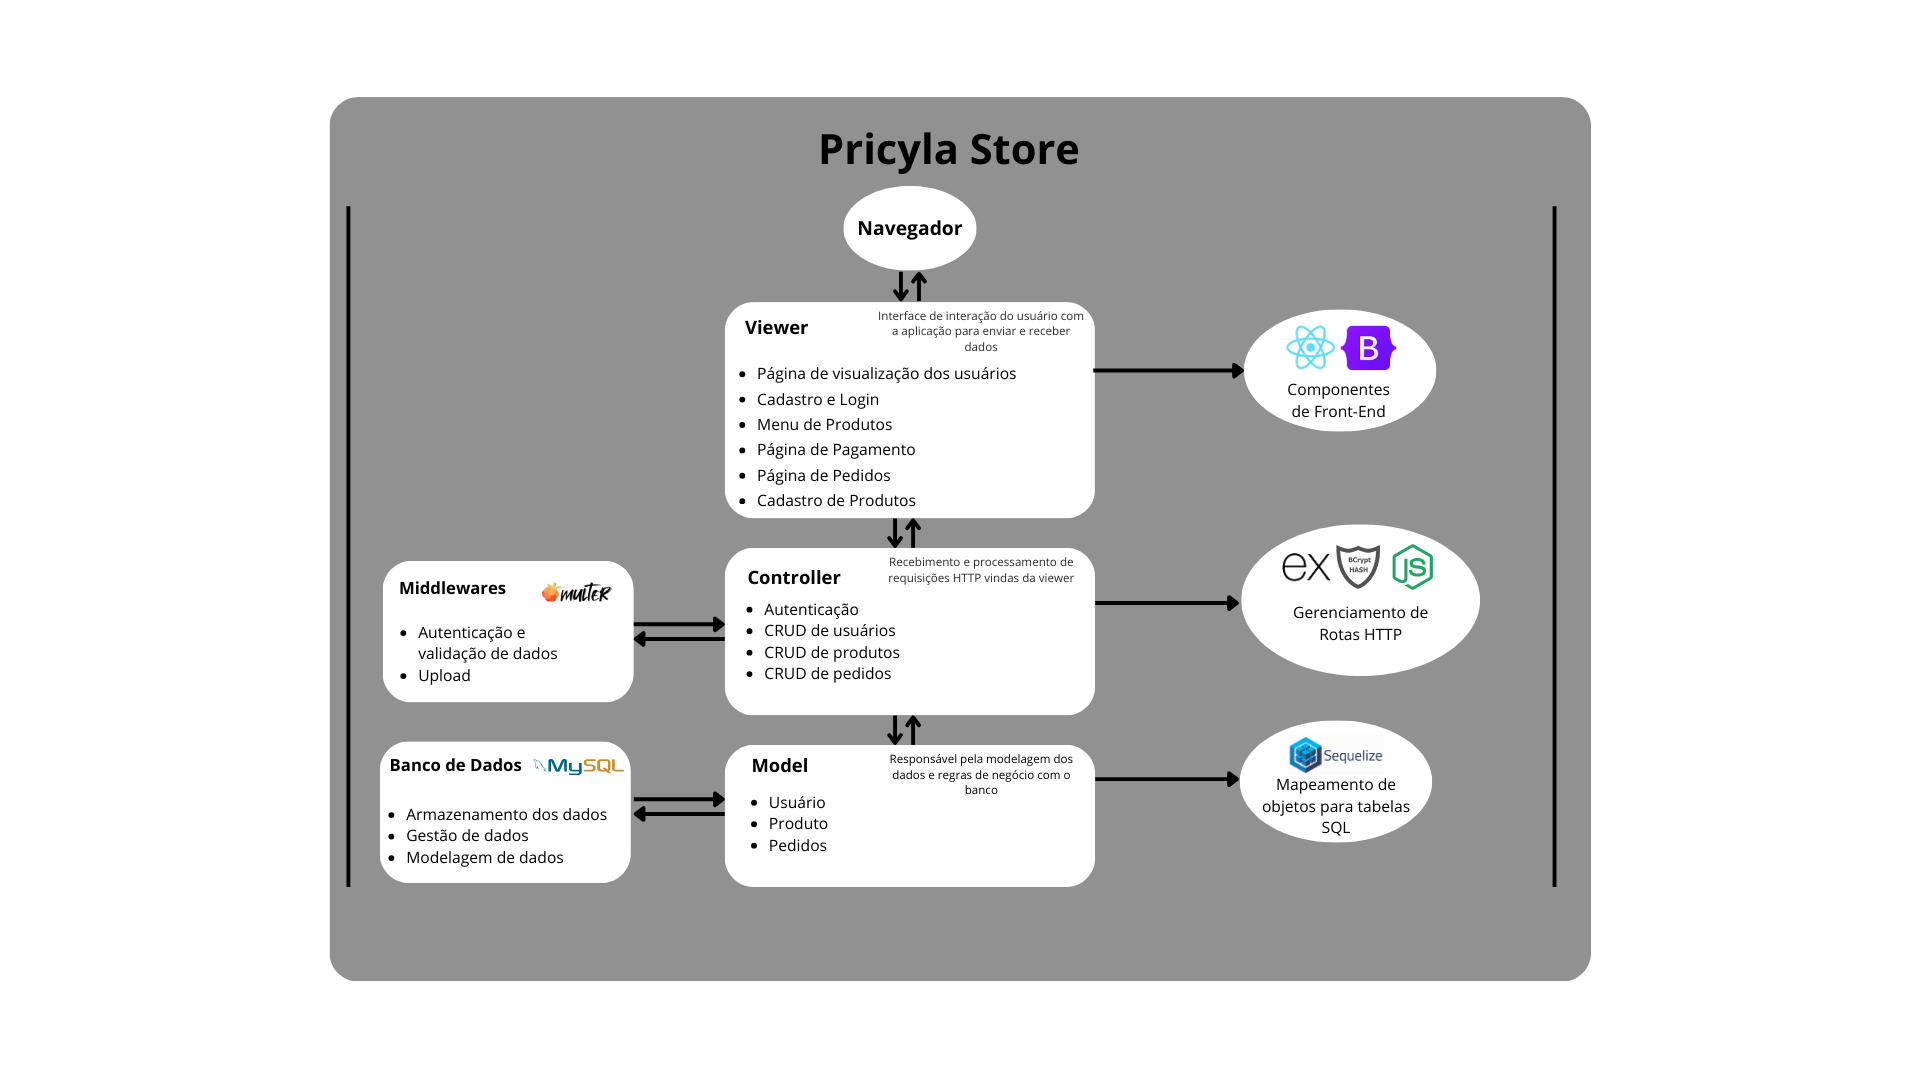 Pricyla Store
Navegador
Viewer
Interface de interação do usuário com
a aplicação para enviar e receber
dados
Página de visualização dos usuários
Cadastro e Login
Menu de Produtos
Página de Pagamento
Página de Pedidos
Cadastro de Produtos
B
Componentes
de Front-End
Middlewares
MULTER
Autenticação e
validação de dados
Upload
Controller
Recebimento e processamento de
requisições HTTP vindas da viewer
Autenticação
CRUD de usuários
CRUD de produtos
CRUD de pedidos
ex
BCrypt
HASH
JS
Gerenciamento de
Rotas HTTP
Banco de Dados
MySQL
Armazenamento dos dados
Gestão de dados
Modelagem de dados
Model
Responsável pela modelagem dos
dados e regras de negócio com o
banco
Usuário
Produto
Pedidos
Sequelize
Mapeamento de
objetos para tabelas
SQL